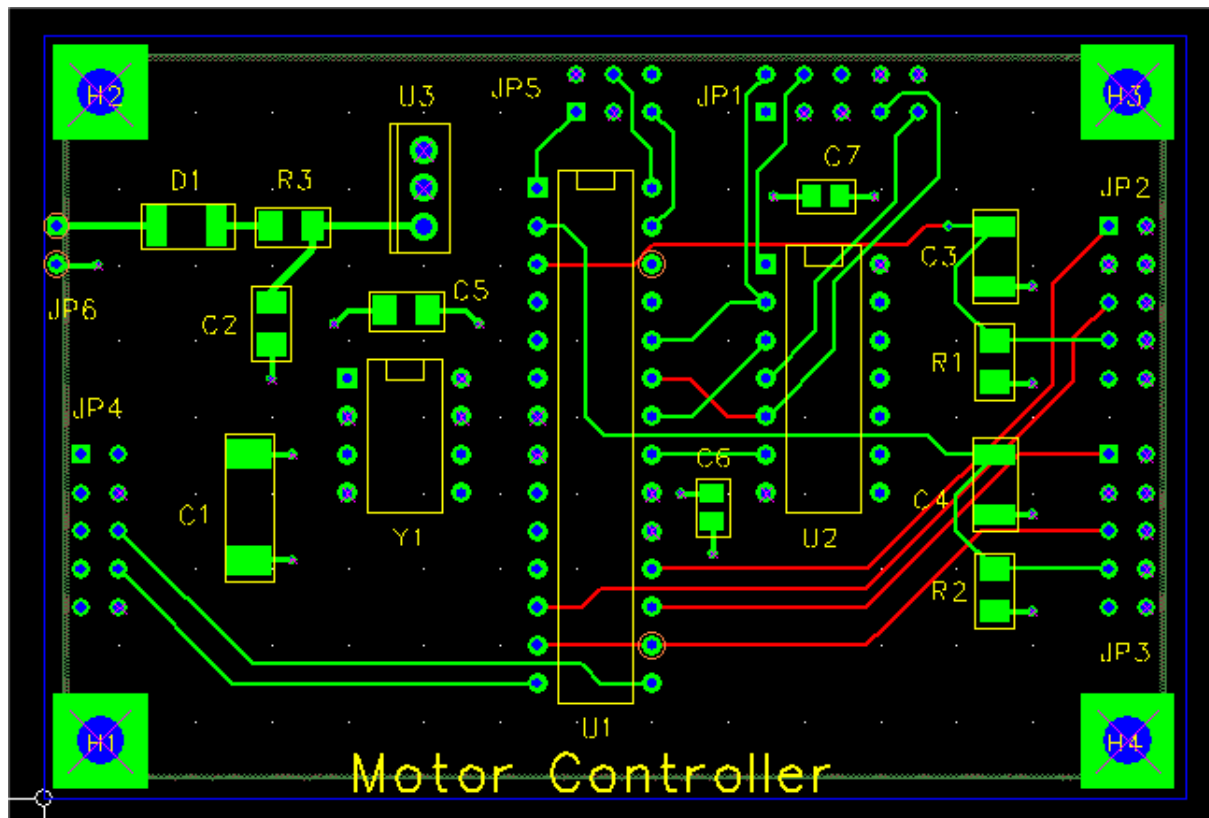 H2
U3
JP5
JP1
H3
C7
D1
R3
JP2
C3
C5
JP6
C2
R1
JP4
C6
C4
C1
Y1
U2
R2
JP3
U1
H1
H4
Motor Controller